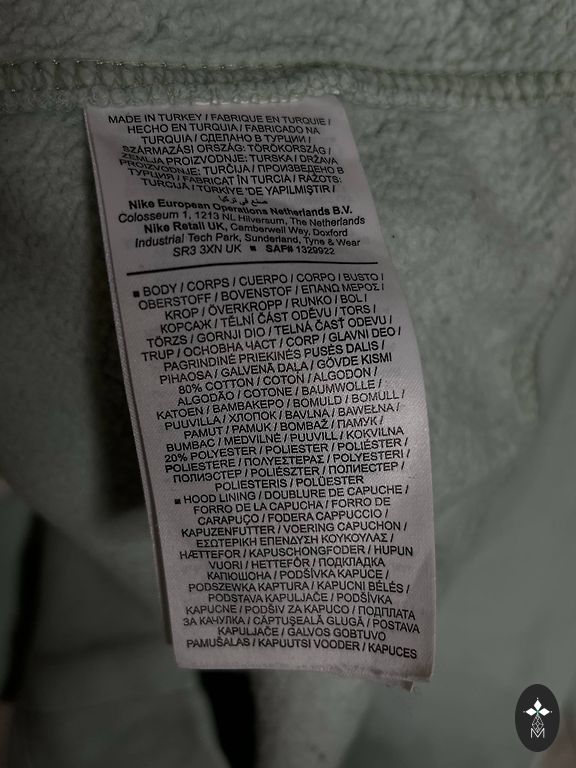 MADE IN TURKEY / FABRIQUE EN TURQUIE /
HECHO EN TURQUIA / FABRICADO NA
TURQUIA / СДЕЛАНО В ТУРЦИИ /
SZÁRMAZÁSI ORSZÁG: TÖRÖKORSZÁG /
ZEMLJA PROIZVODNJE: TURSKA / DRŽAVA
PROIZVODNJE: TURČIJA / ПРОИЗВЕДЕНО В
ТУРЦИЯ / FABRICAT ÎN TURCIA / RAŽOTS:
TURCIJA / TÜRKİYE 'DE YAPILMIŞTIR /
صنع في تركيا
Nike European Operations Netherlands B.V.
Colosseum 1, 1213 NL Hilversum, The Netherlands
Nike Retail UK, Camberwell Way, Doxford
Industrial Tech Park, Sunderland, Tyne & Wear
SR3 3XN UK ■ SAF# 1329922
■ BODY / CORPS / CUERPO / CORPO / BUSTO /
OBERSTOFF / BOVENSTOF / ΕΠΑΝΩ ΜΕΡΟΣ /
KROP / ÖVERKROPP / RUNKO / BOL /
КОРСАЖ / TĚLNÍ ČÁST ODĚVU / TORS /
TÖRZS / GORNJI DIO / TELNÁ ČASŤ ODEVU /
TRUP / ОСНОВНА ЧАСТ / CORP / GLAVNI DEO /
PAGRINDINĖ PRIEKINĖS PUSĖS DALIS /
PIHAOSA / GALVENĀ DAĻA / GÖVDE KISMI
80% COTTON / COTON / ALGODON /
ALGODÃO / COTONE / BAUMWOLLE /
KATOEN / ΒΑΜΒΑΚΕΡΟ / BOMULD / BOMULL /
PUUVILLA / ХЛОПОК / BAVLNA / BAWEŁNA /
PAMUT / PAMUK / BOMBAŽ / ПАМУК /
BUMBAC / MEDVILNĖ / PUUVILL / KOKVILNA
20% POLYESTER / POLIESTER / POLIÉSTER /
POLIESTERE / ΠΟΛΥΕΣΤΕΡΑΣ / POLYESTERI /
ПОЛИЭСТЕР / POLIÉSZTER / ПОЛИЕСТЕР /
POLIESTERIS / POLÜESTER
■ HOOD LINING / DOUBLURE DE CAPUCHE /
FORRO DE LA CAPUCHA / FORRO DE
CARAPUÇO / FODERA CAPPUCCIO /
KAPUZENFUTTER / VOERING CAPUCHON /
ΕΣΩΤΕΡΙΚΗ ΕΠΕΝΔΥΣΗ ΚΟΥΚΟΥΛΑΣ /
HÆTTEFOR / KAPUSCHONGFODER / HUPUN
VUORI / HETTEFÔR / ПОДКЛАДКА
КАПЮШОНА / PODŠÍVKA KAPUCE /
PODSZEWKA KAPTURA / KAPUCNI BÉLÉS /
PODSTAVA KAPULJAČE / PODŠÍVKA
KAPUCNE / PODŠIV ZA KAPUCO / ПОДПЛАТА
ЗА КАЧУЛКА / CĂPTUŞEALĂ GLUGĂ / POSTAVA
KAPULJAČE / GALVOS GOBTUVO
PAMUŠALAS / KAPUUTSI VOODER / KAPUCES